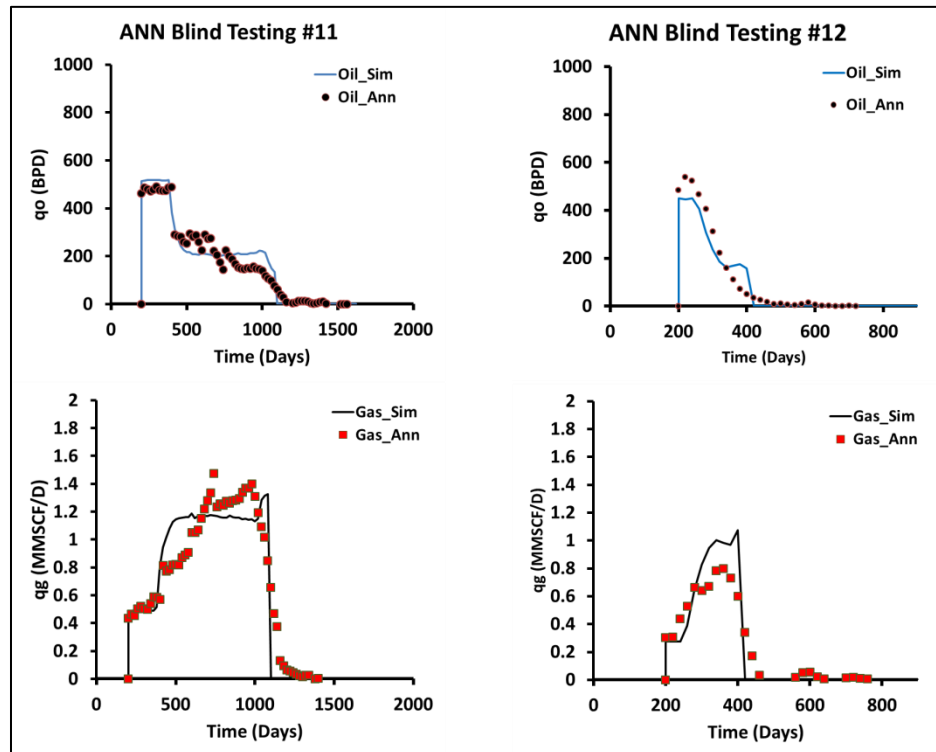 ANN Blind Testing #11
1000
800
600
400
200
0
qo (BPD)
Oil_Sim
Oil_Ann
0 500 1000 1500 2000
Time (Days)
ANN Blind Testing #12
1000
800
600
400
200
0
qo (BPD)
Oil_Sim
Oil_Ann
0 200 400 600 800
Time (Days)
2
1.8
1.6
1.4
1.2
1
0.8
0.6
0.4
0.2
0
qg (MMSCF/D)
Gas_Sim
Gas_Ann
0 500 1000 1500 2000
Time (Days)
2
1.8
1.6
1.4
1.2
1
0.8
0.6
0.4
0.2
0
qg (MMSCF/D)
Gas_Sim
Gas_Ann
0 200 400 600 800
Time (Days)